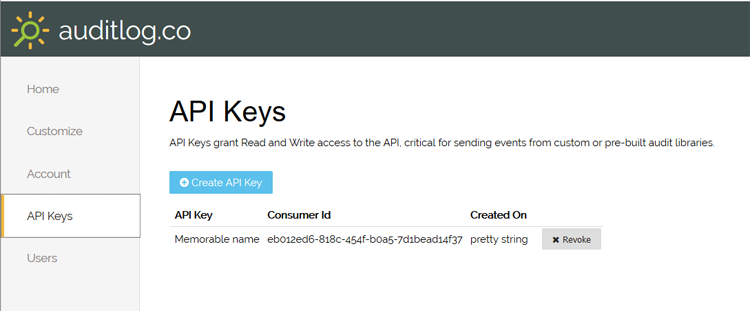 auditlog.co
Home
Customize
Account
API Keys
Users
API Keys
API Keys grant Read and Write access to the API, critical for sending events from custom or pre-built audit libraries.
Create API Key
API Key Consumer Id Created On
Memorable name eb012ed6-818c-454f-b0a5-7d1bead14f37 pretty string Revoke